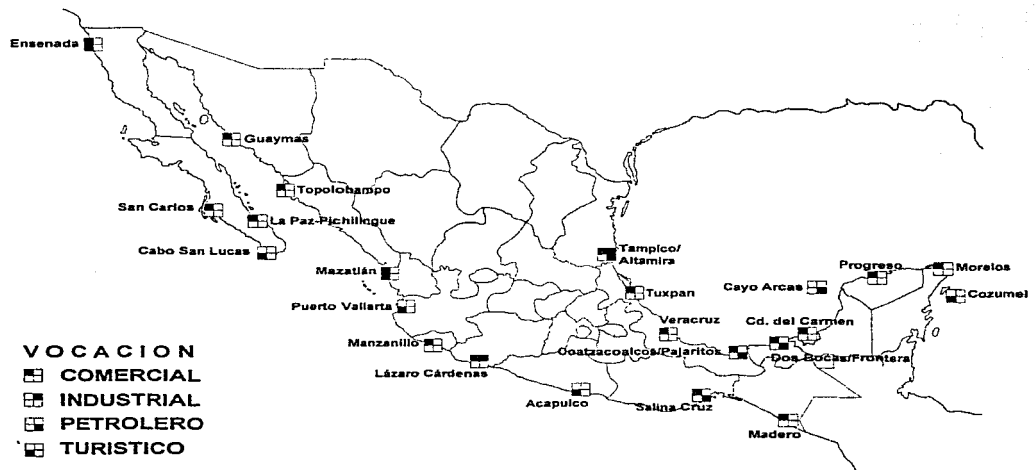 Ensenada
Guaymas
Topolobampo
San Carlos
La Paz-Pichilingue
Cabo San Lucas
Mazatlán
Tampico/
Altamira
Progreso
Morelos
Puerto Vallarta
Tuxpan
Cayo Arcas
Cozumel
Veracruz
Cd. del Carmen
Manzanillo
Coatzacoalcos/Pajaritos
Dos Bocas/Frontera
Lázaro Cárdenas
Acapulco
Salina Cruz
Madero
VOCACION
COMERCIAL
INDUSTRIAL
PETROLERO
TURISTICO